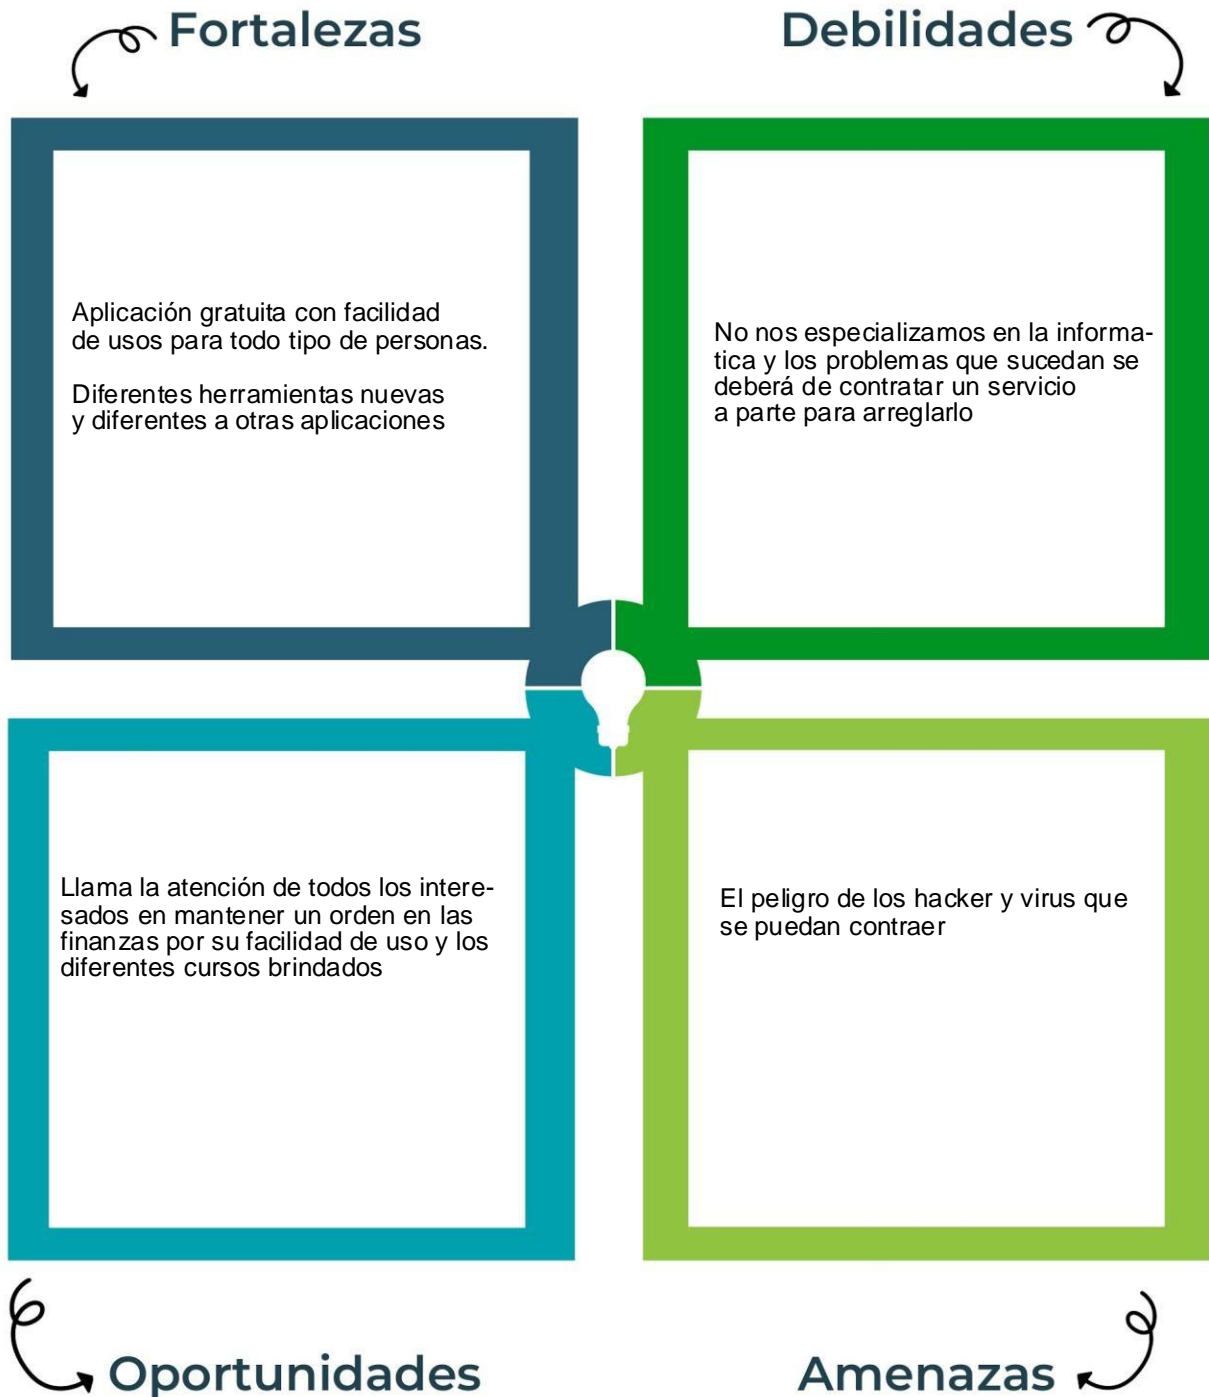 Fortalezas
Aplicación gratuita con facilidad
de usos para todo tipo de personas.
Diferentes herramientas nuevas
y diferentes a otras aplicaciones
Debilidades
No nos especializamos en la informa-
tica y los problemas que sucedan se
deberá de contratar un servicio
a parte para arreglarlo
Llama la atención de todos los intere-
sados en mantener un orden en las
finanzas por su facilidad de uso y los
diferentes cursos brindados
Oportunidades
El peligro de los hacker y virus que
se puedan contraer
Amenazas